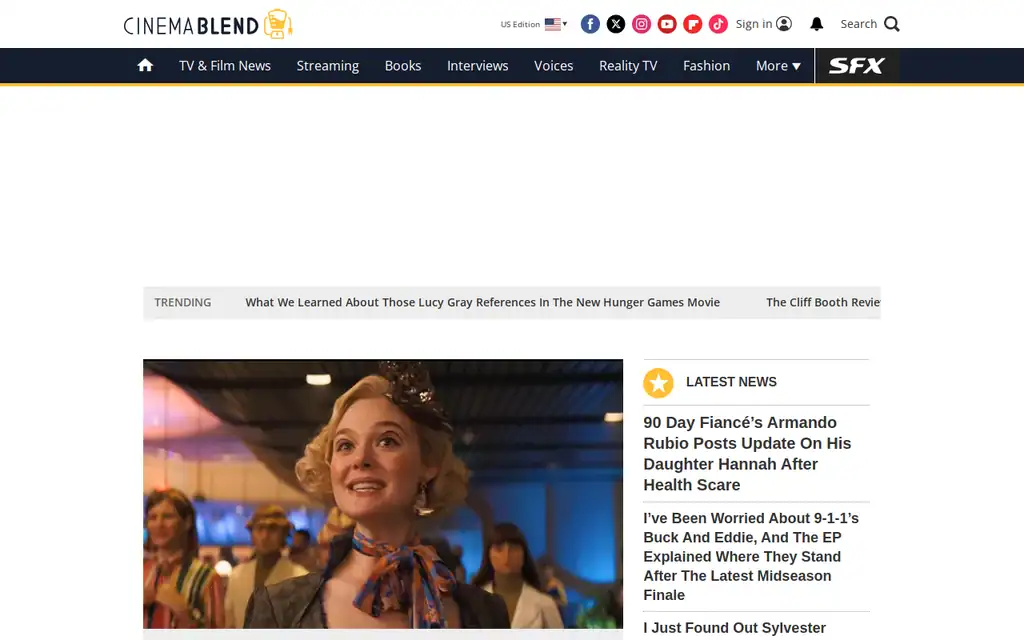 CINEMABLEND
US Edition
Sign in
Search
TV & Film News
Streaming
Books
Interviews
Voices
Reality TV
Fashion
More
SFX
TRENDING
What We Learned About Those Lucy Gray References In The New Hunger Games Movie
The Cliff Booth
LATEST NEWS
90 Day Fiancé’s Armando
Rubio Posts Update On His
Daughter Hannah After
Health Scare
I’ve Been Worried About 9-1-1’s
Buck And Eddie, And The EP
Explained Where They Stand
After The Latest Midseason
Finale
I Just Found Out Sylvester